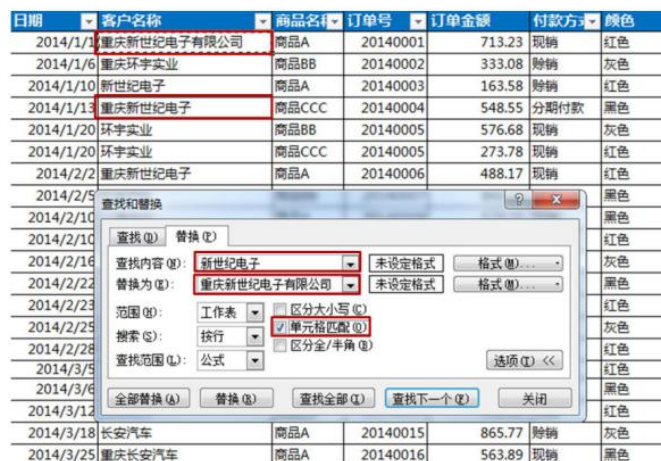 日期 客户名称 商品名称 订单号 订单金额 付款方式 颜色
2014/1/1 重庆新世纪电子有限公司 商品A 20140001 713.23 现销 红色
2014/1/6 重庆环宇实业 商品BB 20140002 333.08 赊销 灰色
2014/1/10 新世纪电子 商品A 20140003 163.58 赊销 红色
2014/1/13 重庆新世纪电子 商品CCC 20140004 548.55 分期付款 黑色
2014/1/20 环宇实业 商品BB 20140005 576.68 现销 灰色
2014/1/20 环宇实业 商品CCC 20140005 273.78 现销 红色
2014/2/2 重庆新世纪电子 商品A 20140006 488.17 现销 红色
2014/2/5 黑色
2014/2/10 黑色
2014/2/10 红色
2014/2/16 灰色
2014/2/22 黑色
2014/2/23 红色
2014/2/25 灰色
2014/2/28 红色
2014/3/5 红色
2014/3/6 黑色
2014/3/12 红色
查找和替换
查找(D) 替换(P)
查找内容(N): 新世纪电子 未设定格式 格式(M)...
替换为(E): 重庆新世纪电子有限公司 未设定格式 格式(M)...
范围(H): 工作表 区分大小写(C)
搜索(S): 按行 单元格匹配(O)
区分全/半角(B)
查找范围(L): 公式 选项(T) <<
全部替换(A) 替换(R) 查找全部(I) 查找下一个(F) 关闭
2014/3/18 长安汽车 商品A 20140015 865.77 赊销 灰色
2014/3/25 重庆长安汽车 商品A 20140016 563.89 现销 黑色